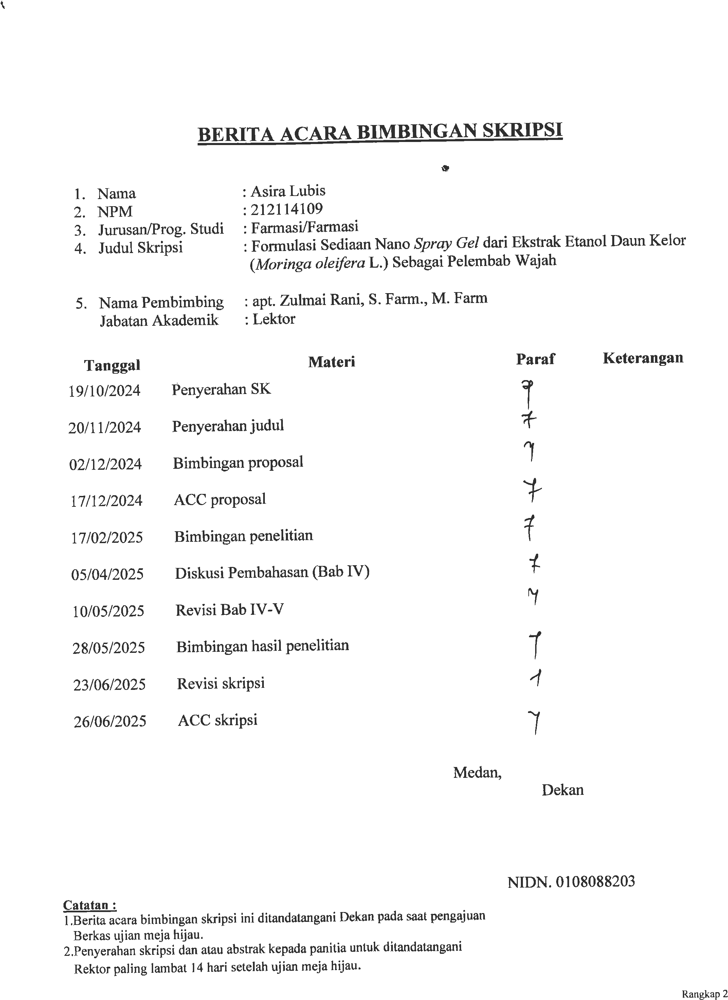 BERITA ACARA BIMBINGAN SKRIPSI
1. Nama : Asira Lubis
2. NPM : 212114109
3. Jurusan/Prog. Studi : Farmasi/Farmasi
4. Judul Skripsi : Formulasi Sediaan Nano Spray Gel dari Ekstrak Etanol Daun Kelor
(Moringa oleifera L.) Sebagai Pelembab Wajah
5. Nama Pembimbing : apt. Zulmai Rani, S. Farm., M. Farm
Jabatan Akademik : Lektor
Tanggal Materi Paraf Keterangan
19/10/2024 Penyerahan SK
20/11/2024 Penyerahan judul
02/12/2024 Bimbingan proposal
17/12/2024 ACC proposal
17/02/2025 Bimbingan penelitian
05/04/2025 Diskusi Pembahasan (Bab IV)
10/05/2025 Revisi Bab IV-V
28/05/2025 Bimbingan hasil penelitian
23/06/2025 Revisi skripsi
26/06/2025 ACC skripsi
Medan,
Dekan
NIDN. 0108088203
Catatan :
1.Berita acara bimbingan skripsi ini ditandatangani Dekan pada saat pengajuan
Berkas ujian meja hijau.
2.Penyerahan skripsi dan atau abstrak kepada panitia untuk ditandatangani
Rektor paling lambat 14 hari setelah ujian meja hijau.
Rangkap 2